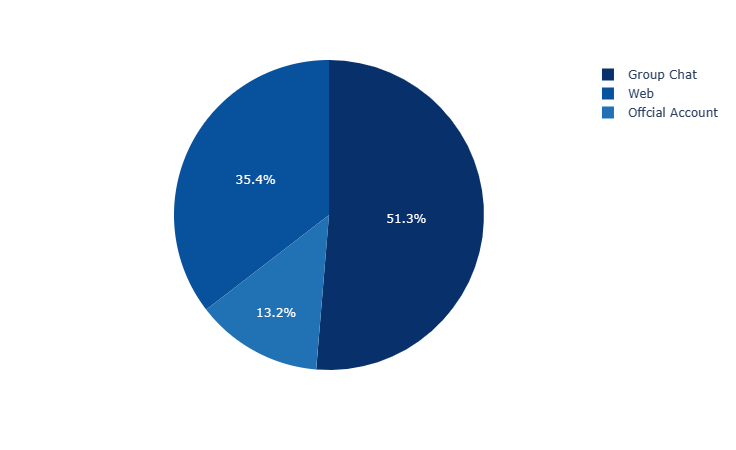 Group Chat
Web
Offcial Account
35.4%
51.3%
13.2%